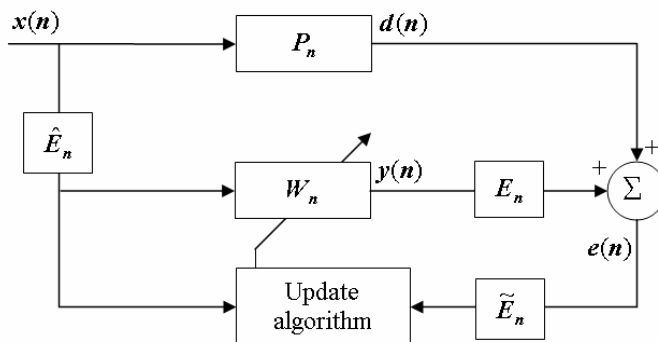 x(n)
P_n
d(n)
Ê_n
+
+
W_n
y(n)
E_n
Σ
e(n)
Update
algorithm
Ẽ_n